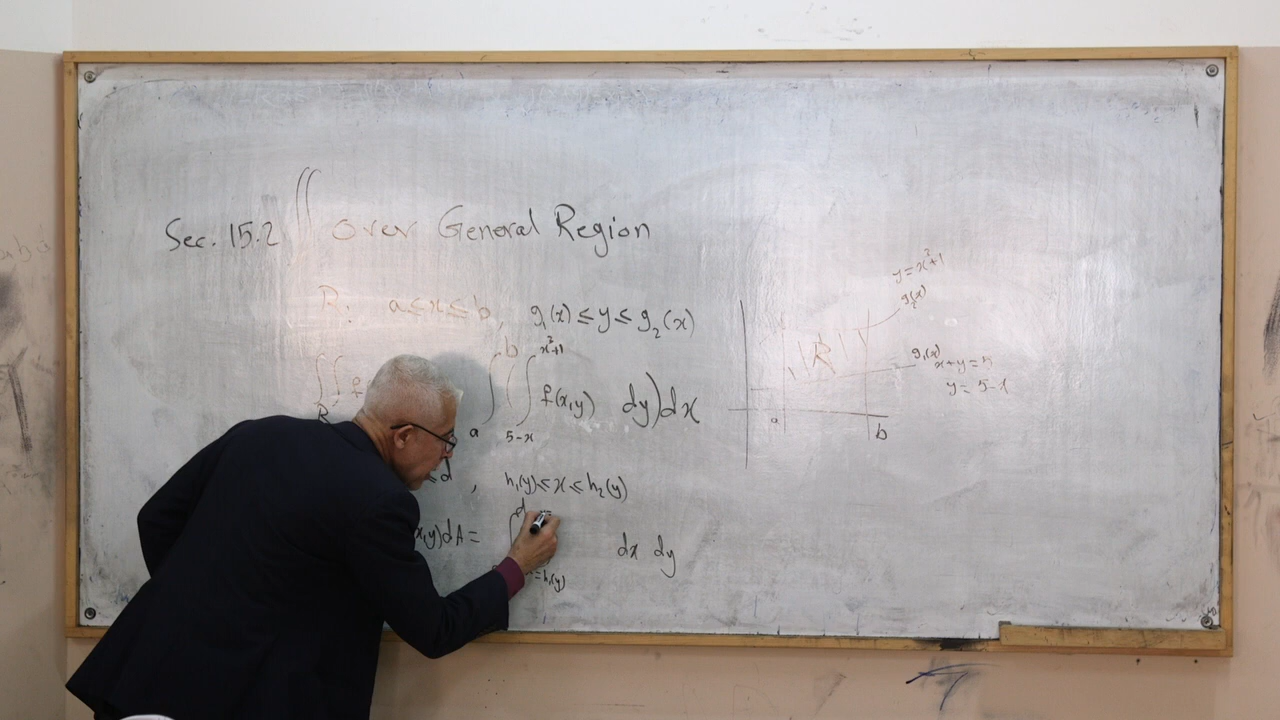 Sec. 15.2 ∬ over General Region
R: a≤x≤b, g₁(x) ≤ y ≤ g₂(x)
∬ f
R
∫ ( ∫ f(x,y) dy) dx
b
x²+1
a
5-x
≤d , h₁(y) ≤ x ≤ h₂(y)
x,y) dA = ∫ dx dy
d
=h₁(y)
y = x²+1
g₂(x)
R
g₁(x)
x+y=5
y = 5-x
a
b